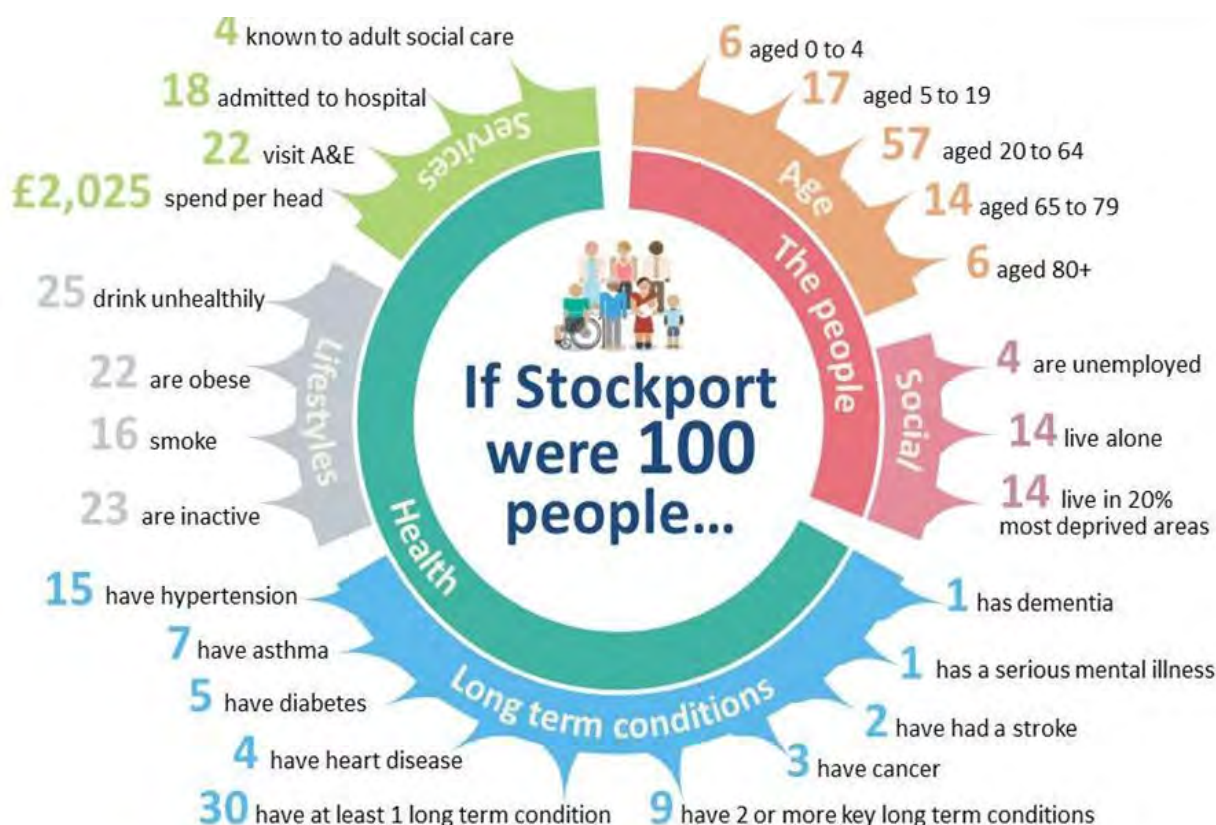 4 known to adult social care
18 admitted to hospital
22 visit A&E
£2,025 spend per head
Services
6 aged 0 to 4
17 aged 5 to 19
57 aged 20 to 64
14 aged 65 to 79
6 aged 80+
Age
The people
25 drink unhealthily
22 are obese
16 smoke
23 are inactive
Lifestyles
If Stockport
were 100
people...
4 are unemployed
14 live alone
14 live in 20%
most deprived areas
Social
Health
15 have hypertension
7 have asthma
5 have diabetes
4 have heart disease
30 have at least 1 long term condition
Long term conditions
1 has dementia
1 has a serious mental illness
2 have had a stroke
3 have cancer
9 have 2 or more key long term conditions